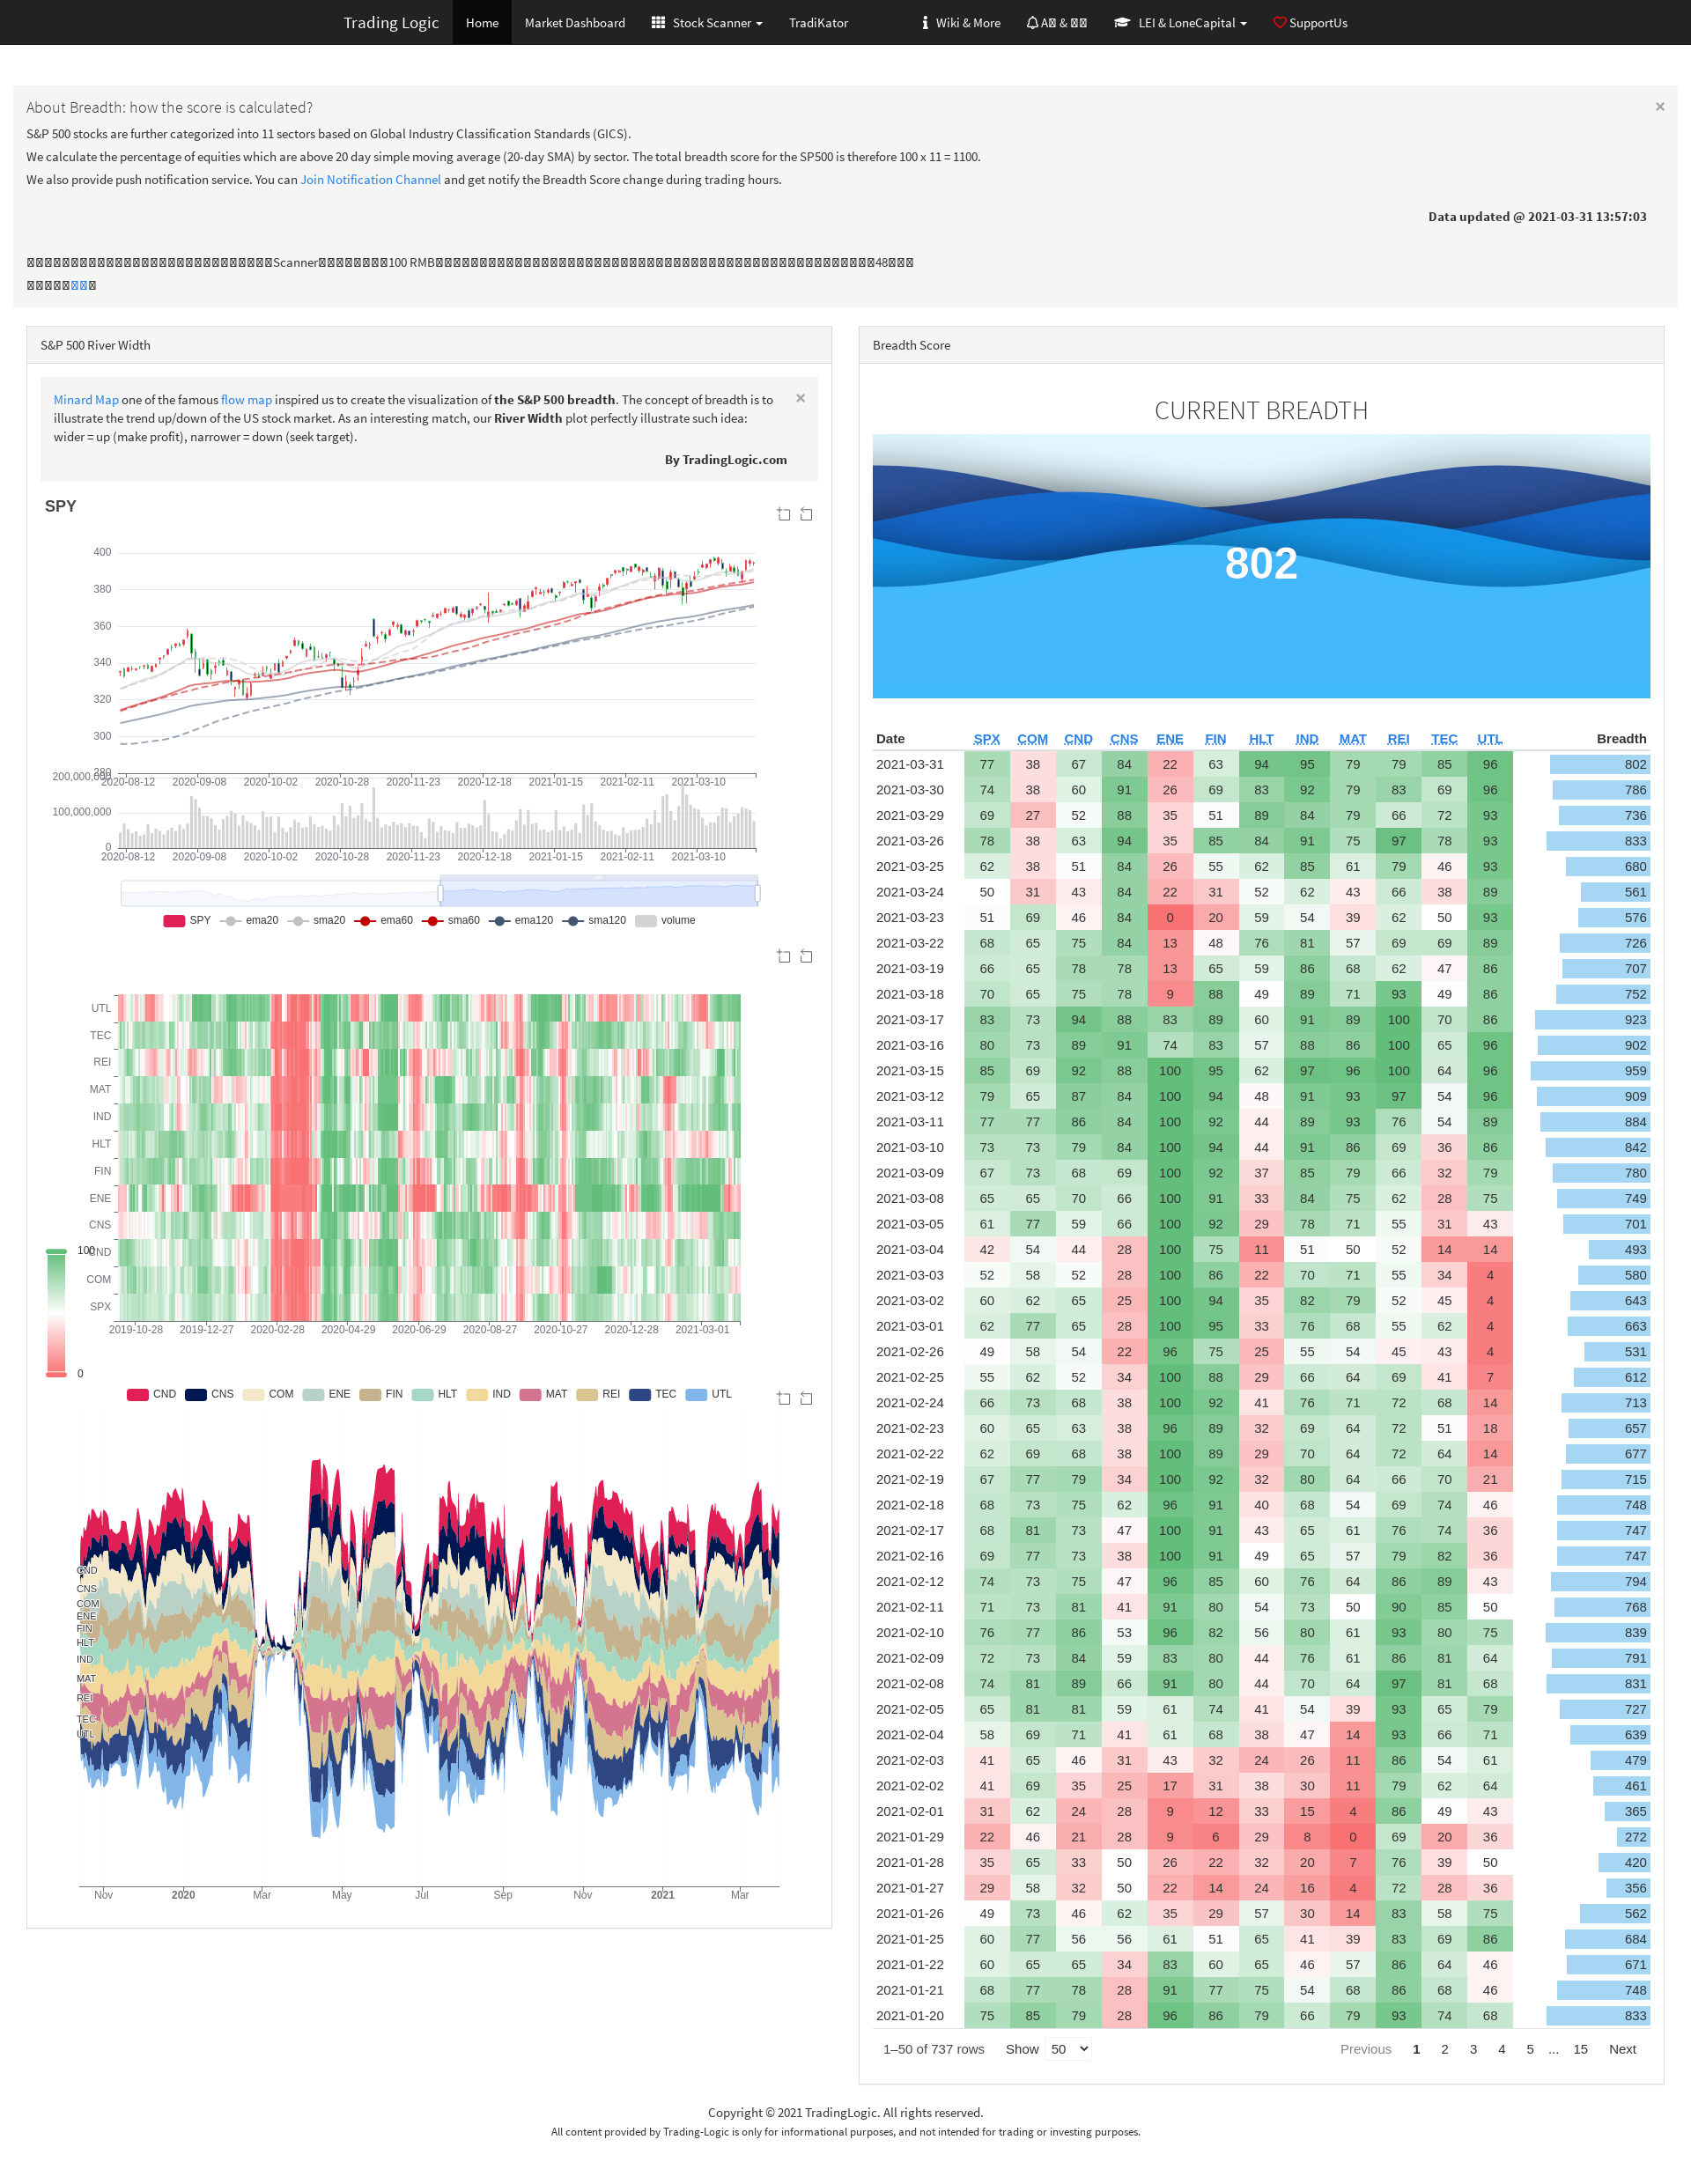 Trading Logic Home Market Dashboard Stock Scanner TradiKator Wiki & More A & LEI & LoneCapital SupportUs
About Breadth: how the score is calculated? ×
S&P 500 stocks are further categorized into 11 sectors based on Global Industry Classification Standards (GICS).
We calculate the percentage of equities which are above 20 day simple moving average (20-day SMA) by sector. The total breadth score for the SP500 is therefore 100 x 11 = 1100.
We also provide push notification service. You can Join Notification Channel and get notify the Breadth Score change during trading hours.
Data updated @ 2021-03-31 13:57:03
Scanner 100 RMB 48
S&P 500 River Width
Minard Map one of the famous flow map inspired us to create the visualization of the S&P 500 breadth. The concept of breadth is to ×
illustrate the trend up/down of the US stock market. As an interesting match, our River Width plot perfectly illustrate such idea:
wider = up (make profit), narrower = down (seek target).
By TradingLogic.com
SPY
400
380
360
340
320
300
280
2020-08-12 2020-09-08 2020-10-02 2020-10-28 2020-11-23 2020-12-18 2021-01-15 2021-02-11 2021-03-10
200,000,000
100,000,000
0
2020-08-12 2020-09-08 2020-10-02 2020-10-28 2020-11-23 2020-12-18 2021-01-15 2021-02-11 2021-03-10
SPY ema20 sma20 ema60 sma60 ema120 sma120 volume
UTL
TEC
REI
MAT
IND
HLT
FIN
ENE
CNS
CND
COM
SPX
100
0
2019-10-28 2019-12-27 2020-02-28 2020-04-29 2020-06-29 2020-08-27 2020-10-27 2020-12-28 2021-03-01
CND CNS COM ENE FIN HLT IND MAT REI TEC UTL
CND
CNS
COM
ENE
FIN
HLT
IND
MAT
REI
TEC
UTL
Nov 2020 Mar May Jul Sep Nov 2021 Mar
Breadth Score
CURRENT BREADTH
802
Date SPX COM CND CNS ENE FIN HLT IND MAT REI TEC UTL Breadth
2021-03-31 77 38 67 84 22 63 94 95 79 79 85 96 802
2021-03-30 74 38 60 91 26 69 83 92 79 83 69 96 786
2021-03-29 69 27 52 88 35 51 89 84 79 66 72 93 736
2021-03-26 78 38 63 94 35 85 84 91 75 97 78 93 833
2021-03-25 62 38 51 84 26 55 62 85 61 79 46 93 680
2021-03-24 50 31 43 84 22 31 52 62 43 66 38 89 561
2021-03-23 51 69 46 84 0 20 59 54 39 62 50 93 576
2021-03-22 68 65 75 84 13 48 76 81 57 69 69 89 726
2021-03-19 66 65 78 78 13 65 59 86 68 62 47 86 707
2021-03-18 70 65 75 78 9 88 49 89 71 93 49 86 752
2021-03-17 83 73 94 88 83 89 60 91 89 100 70 86 923
2021-03-16 80 73 89 91 74 83 57 88 86 100 65 96 902
2021-03-15 85 69 92 88 100 95 62 97 96 100 64 96 959
2021-03-12 79 65 87 84 100 94 48 91 93 97 54 96 909
2021-03-11 77 77 86 84 100 92 44 89 93 76 54 89 884
2021-03-10 73 73 79 84 100 94 44 91 86 69 36 86 842
2021-03-09 67 73 68 69 100 92 37 85 79 66 32 79 780
2021-03-08 65 65 70 66 100 91 33 84 75 62 28 75 749
2021-03-05 61 77 59 66 100 92 29 78 71 55 31 43 701
2021-03-04 42 54 44 28 100 75 11 51 50 52 14 14 493
2021-03-03 52 58 52 28 100 86 22 70 71 55 34 4 580
2021-03-02 60 62 65 25 100 94 35 82 79 52 45 4 643
2021-03-01 62 77 65 28 100 95 33 76 68 55 62 4 663
2021-02-26 49 58 54 22 96 75 25 55 54 45 43 4 531
2021-02-25 55 62 52 34 100 88 29 66 64 69 41 7 612
2021-02-24 66 73 68 38 100 92 41 76 71 72 68 14 713
2021-02-23 60 65 63 38 96 89 32 69 64 72 51 18 657
2021-02-22 62 69 68 38 100 89 29 70 64 72 64 14 677
2021-02-19 67 77 79 34 100 92 32 80 64 66 70 21 715
2021-02-18 68 73 75 62 96 91 40 68 54 69 74 46 748
2021-02-17 68 81 73 47 100 91 43 65 61 76 74 36 747
2021-02-16 69 77 73 38 100 91 49 65 57 79 82 36 747
2021-02-12 74 73 75 47 96 85 60 76 64 86 89 43 794
2021-02-11 71 73 81 41 91 80 54 73 50 90 85 50 768
2021-02-10 76 77 86 53 96 82 56 80 61 93 80 75 839
2021-02-09 72 73 84 59 83 80 44 76 61 86 81 64 791
2021-02-08 74 81 89 66 91 80 44 70 64 97 81 68 831
2021-02-05 65 81 81 59 61 74 41 54 39 93 65 79 727
2021-02-04 58 69 71 41 61 68 38 47 14 93 66 71 639
2021-02-03 41 65 46 31 43 32 24 26 11 86 54 61 479
2021-02-02 41 69 35 25 17 31 38 30 11 79 62 64 461
2021-02-01 31 62 24 28 9 12 33 15 4 86 49 43 365
2021-01-29 22 46 21 28 9 6 29 8 0 69 20 36 272
2021-01-28 35 65 33 50 26 22 32 20 7 76 39 50 420
2021-01-27 29 58 32 50 22 14 24 16 4 72 28 36 356
2021-01-26 49 73 46 62 35 29 57 30 14 83 58 75 562
2021-01-25 60 77 56 56 61 51 65 41 39 83 69 86 684
2021-01-22 60 65 65 34 83 60 65 46 57 86 64 46 671
2021-01-21 68 77 78 28 91 77 75 54 68 86 68 46 748
2021-01-20 75 85 79 28 96 86 79 66 79 93 74 68 833
1–50 of 737 rows Show 50 Previous 1 2 3 4 5 ... 15 Next
Copyright © 2021 TradingLogic. All rights reserved.
All content provided by Trading-Logic is only for informational purposes, and not intended for trading or investing purposes.